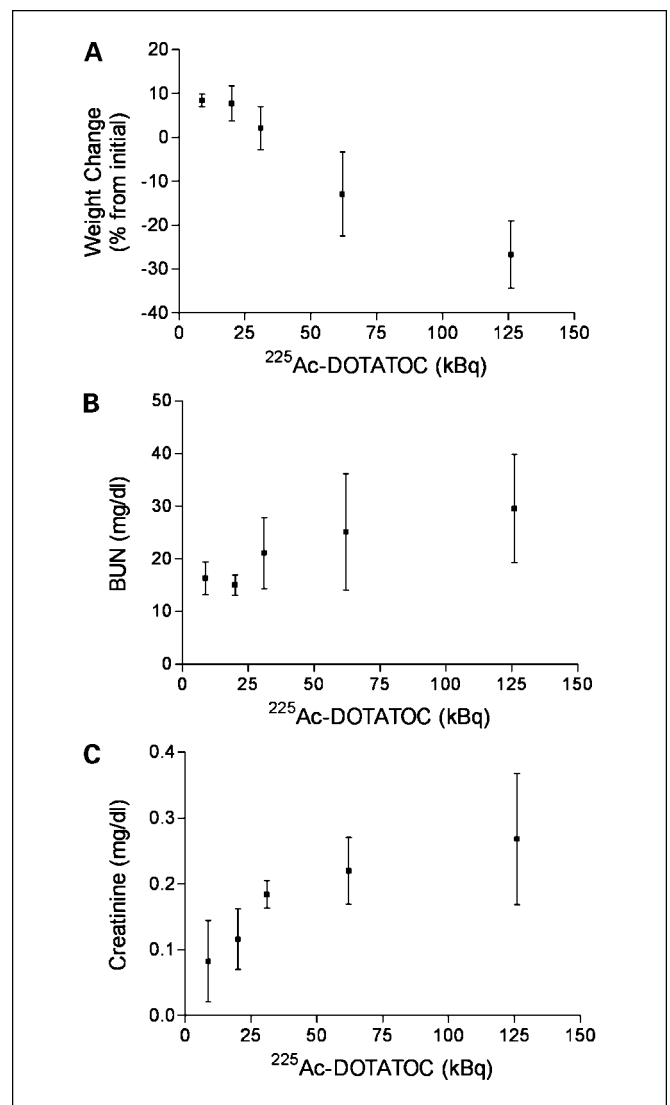 A
20
10
0
-10
-20
-30
-40
Weight Change
(% from initial)
0 25 50 75 100 125 150
²²⁵Ac-DOTATOC (kBq)
B
50
40
30
20
10
0
BUN (mg/dl)
0 25 50 75 100 125 150
²²⁵Ac-DOTATOC (kBq)
C
0.4
0.3
0.2
0.1
0.0
Creatinine (mg/dl)
0 25 50 75 100 125 150
²²⁵Ac-DOTATOC (kBq)